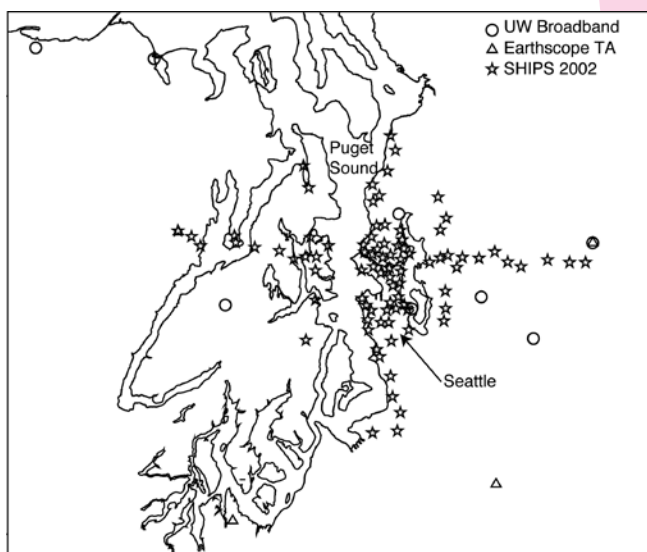 UW Broadband
Earthscope TA
SHIPS 2002
Puget
Sound
Seattle